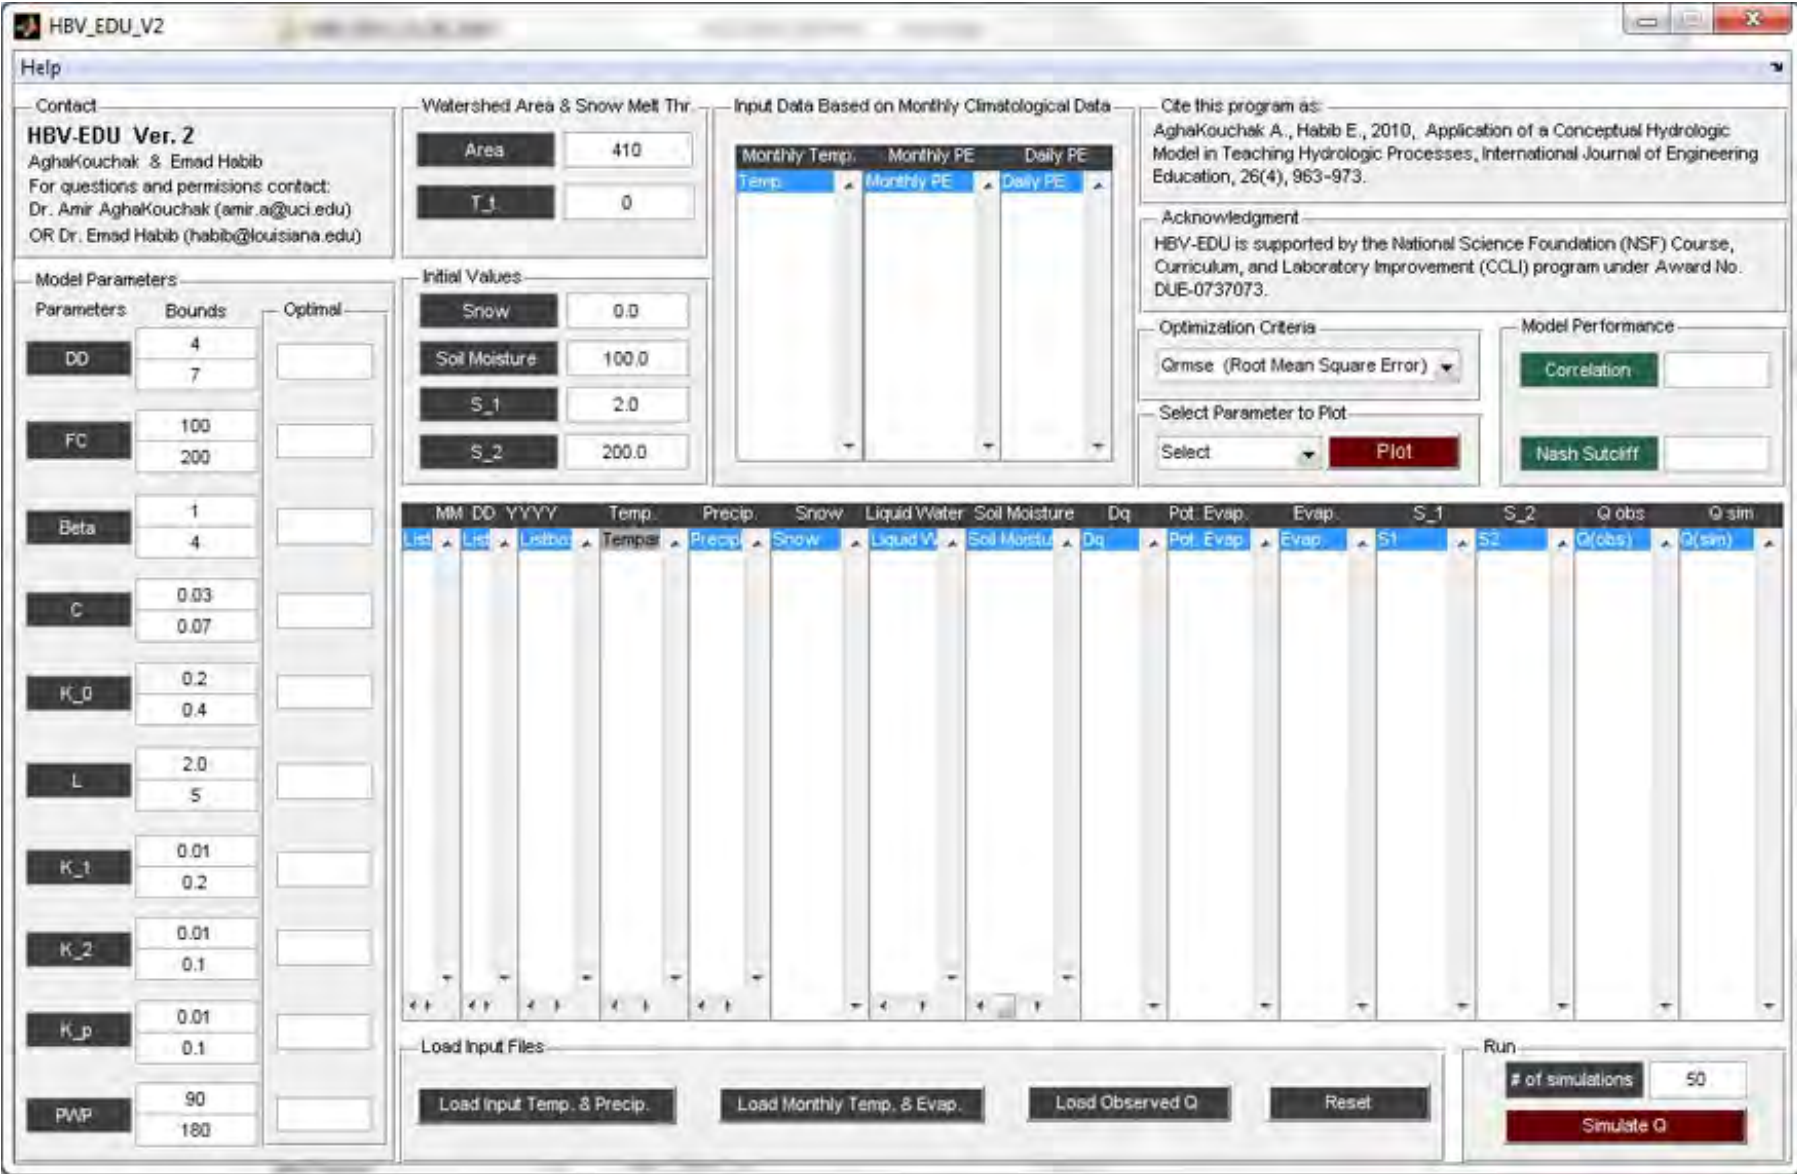 HBV_EDU_V2
Help
Contact
HBV-EDU Ver. 2
AghaKouchak & Emad Habib
For questions and permisions contact:
Dr. Amir AghaKouchak (amir.a@uci.edu)
OR Dr. Emad Habib (habib@louisiana.edu)
Watershed Area & Snow Melt Thr.
Area 410
T_t 0
Input Data Based on Monthly Climatological Data
Monthly Temp. Monthly PE Daily PE
Temp. Monthly PE Daily PE
Cite this program as:
AghaKouchak A., Habib E., 2010, Application of a Conceptual Hydrologic
Model in Teaching Hydrologic Processes, International Journal of Engineering
Education, 26(4), 963-973.
Acknowledgment
HBV-EDU is supported by the National Science Foundation (NSF) Course,
Curriculum, and Laboratory Improvement (CCLI) program under Award No.
DUE-0737073.
Model Parameters
Parameters Bounds Optimal
DD 4
7
FC 100
200
Beta 1
4
C 0.03
0.07
K_0 0.2
0.4
L 2.0
5
K_1 0.01
0.2
K_2 0.01
0.1
K_p 0.01
0.1
PWP 90
180
Initial Values
Snow 0.0
Soil Moisture 100.0
S_1 2.0
S_2 200.0
Optimization Criteria
Qrmse (Root Mean Square Error)
Select Parameter to Plot
Select Plot
Model Performance
Correlation
Nash Sutcliff
MM DD YYYY Temp. Precip. Snow Liquid Water Soil Moisture Dq Pot. Evap. Evap. S_1 S_2 Q obs Q sim
List List Listbo Tempar Precip Snow Liquid W Soil Moistu Dq Pot. Evap Evap. S1 S2 Q(obs) Q(sim)
Load Input Files
Load Input Temp. & Precip. Load Monthly Temp. & Evap. Load Observed Q Reset
Run
# of simulations 50
Simulate Q